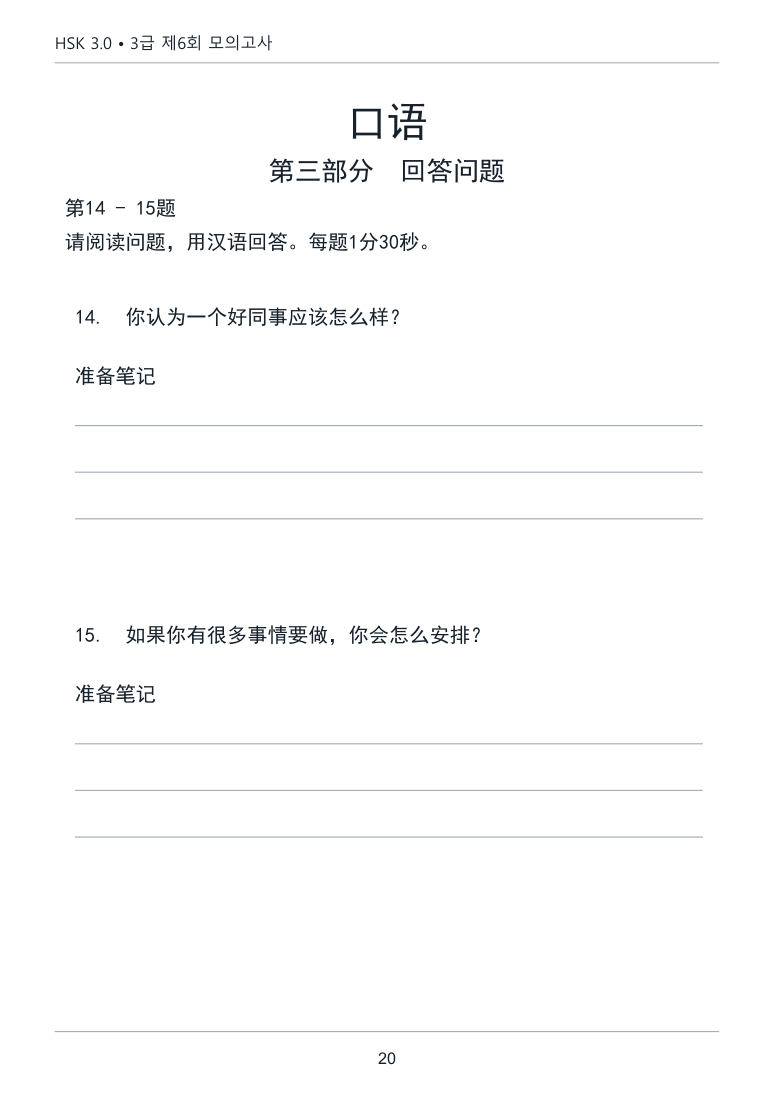 HSK 3.0 • 3급 제6회 모의고사
口语
第三部分 回答问题
第14 - 15题
请阅读问题，用汉语回答。每题1分30秒。
14. 你认为一个好同事应该怎么样？
准备笔记
15. 如果你有很多事情要做，你会怎么安排？
准备笔记
20